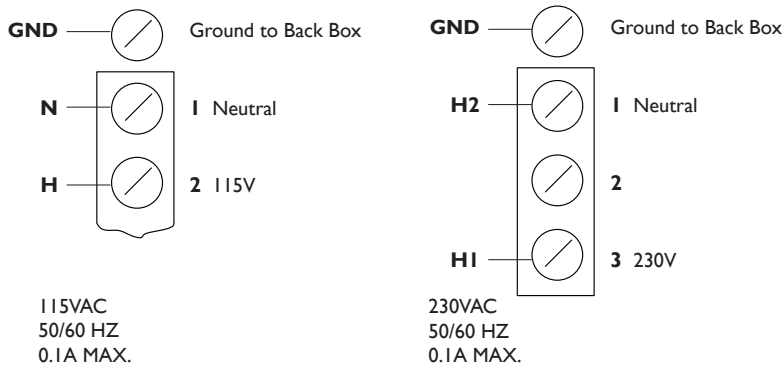 GND Ground to Back Box
N 1 Neutral
H 2 115V
115VAC
50/60 HZ
0.1A MAX.
GND Ground to Back Box
H2 1 Neutral
2
H1 3 230V
230VAC
50/60 HZ
0.1A MAX.